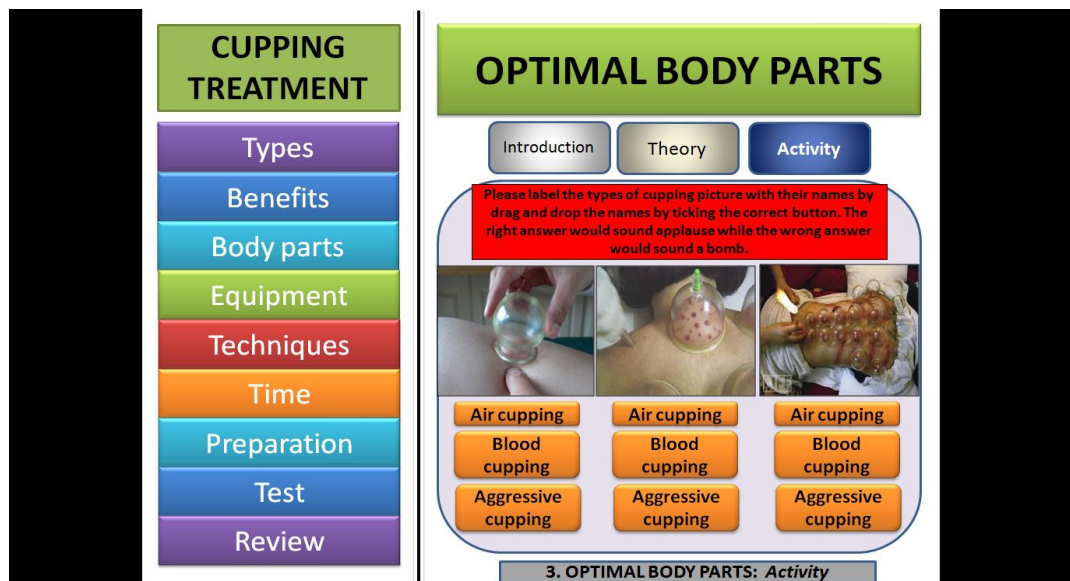 CUPPING
TREATMENT
Types
Benefits
Body parts
Equipment
Techniques
Time
Preparation
Test
Review
OPTIMAL BODY PARTS
Introduction
Theory
Activity
Please label the types of cupping picture with their names by
drag and drop the names by ticking the correct button. The
right answer would sound applause while the wrong answer
would sound a bomb.
Air cupping
Blood
cupping
Aggressive
cupping
Air cupping
Blood
cupping
Aggressive
cupping
Air cupping
Blood
cupping
Aggressive
cupping
3. OPTIMAL BODY PARTS: Activity